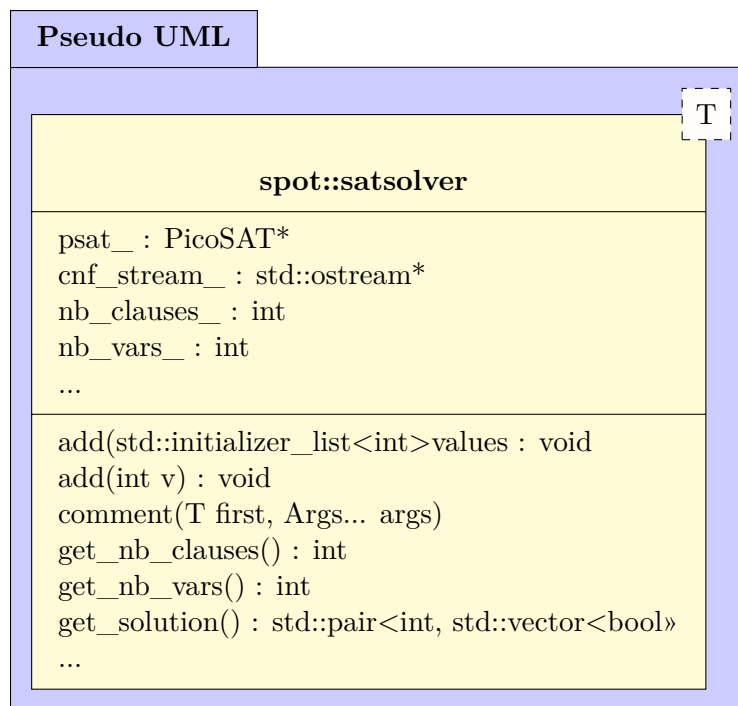 Pseudo UML
T
spot::satsolver
psat_ : PicoSAT*
cnf_stream_ : std::ostream*
nb_clauses_ : int
nb_vars_ : int
...
add(std::initializer_list<int>values : void
add(int v) : void
comment(T first, Args... args)
get_nb_clauses() : int
get_nb_vars() : int
get_solution() : std::pair<int, std::vector<bool»
...